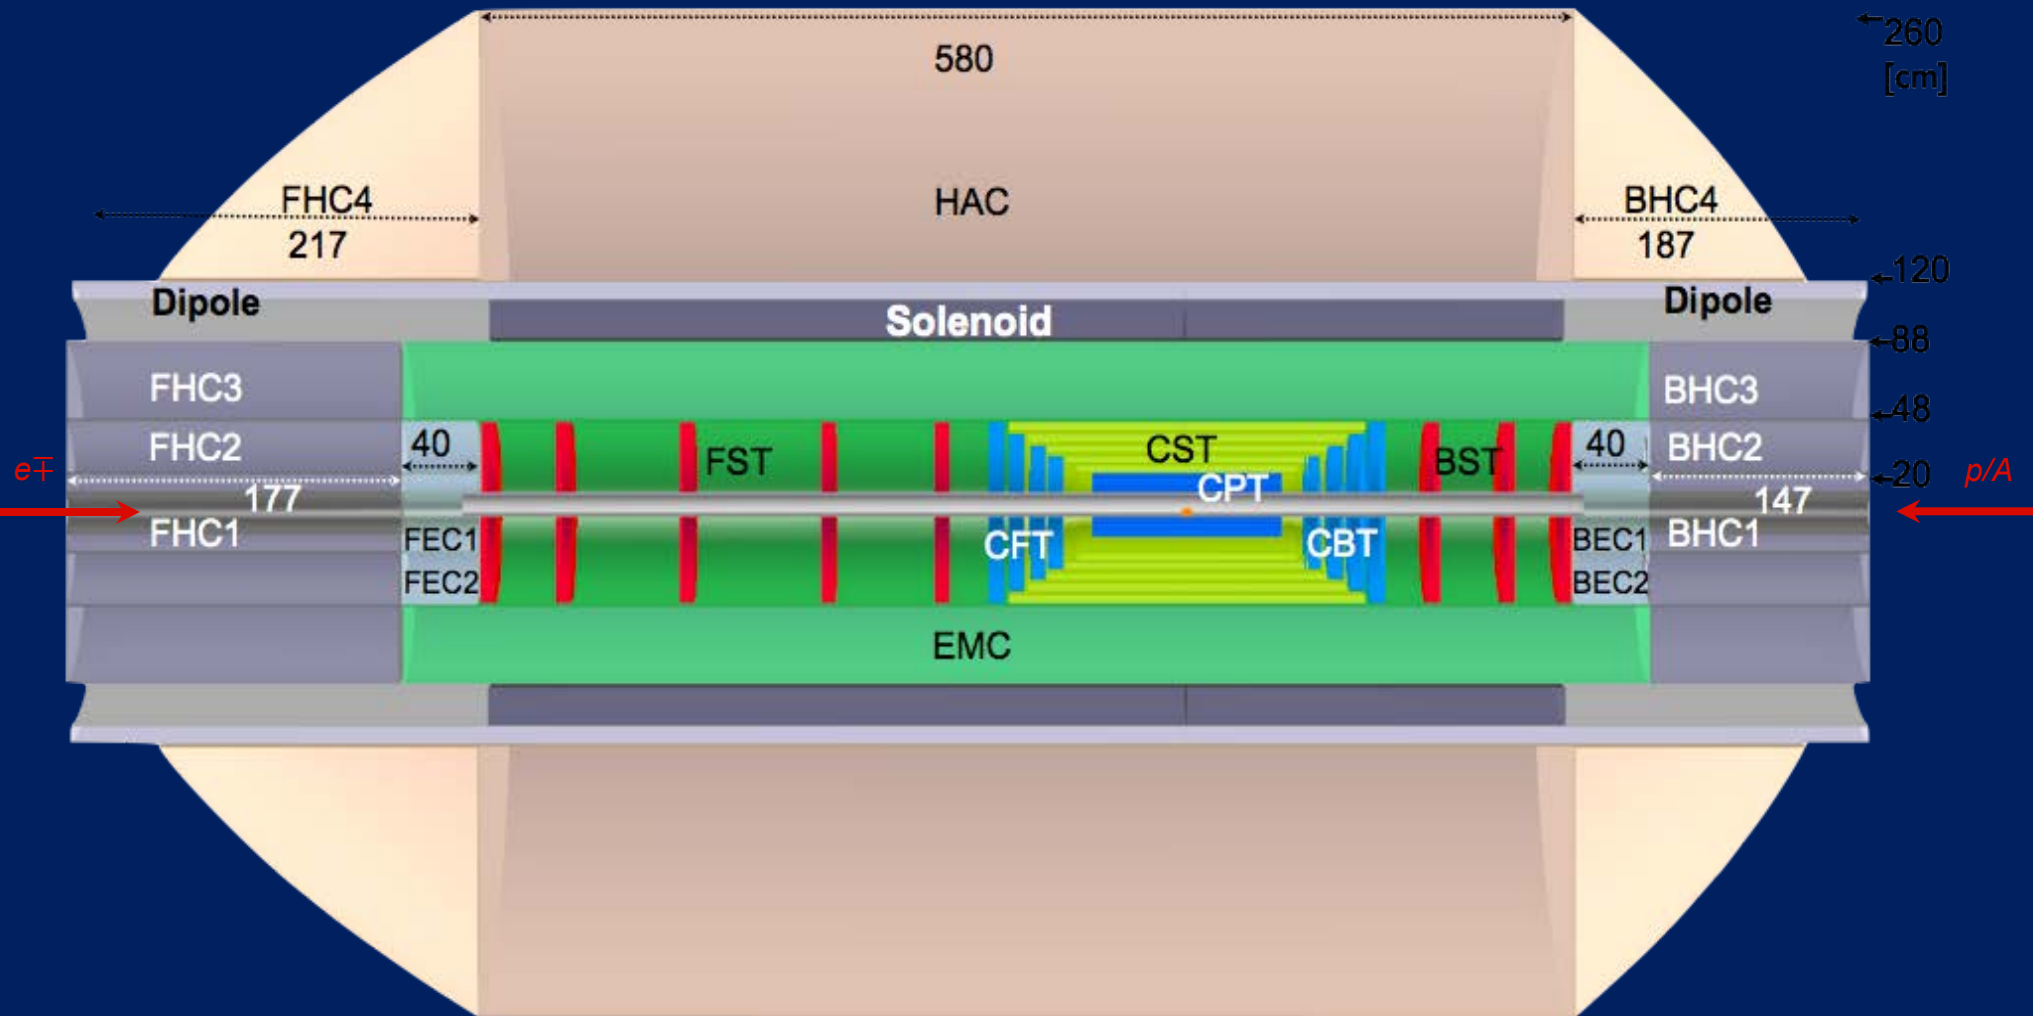 260
[cm]
580
FHC4
217
HAC
BHC4
187
120
Dipole
Solenoid
Dipole
88
FHC3
BHC3
48
FHC2
40
FST
CST
BST
40
BHC2
20
e∓
177
CPT
147
p/A
FHC1
FEC1
CFT
CBT
BEC1
BHC1
FEC2
BEC2
EMC